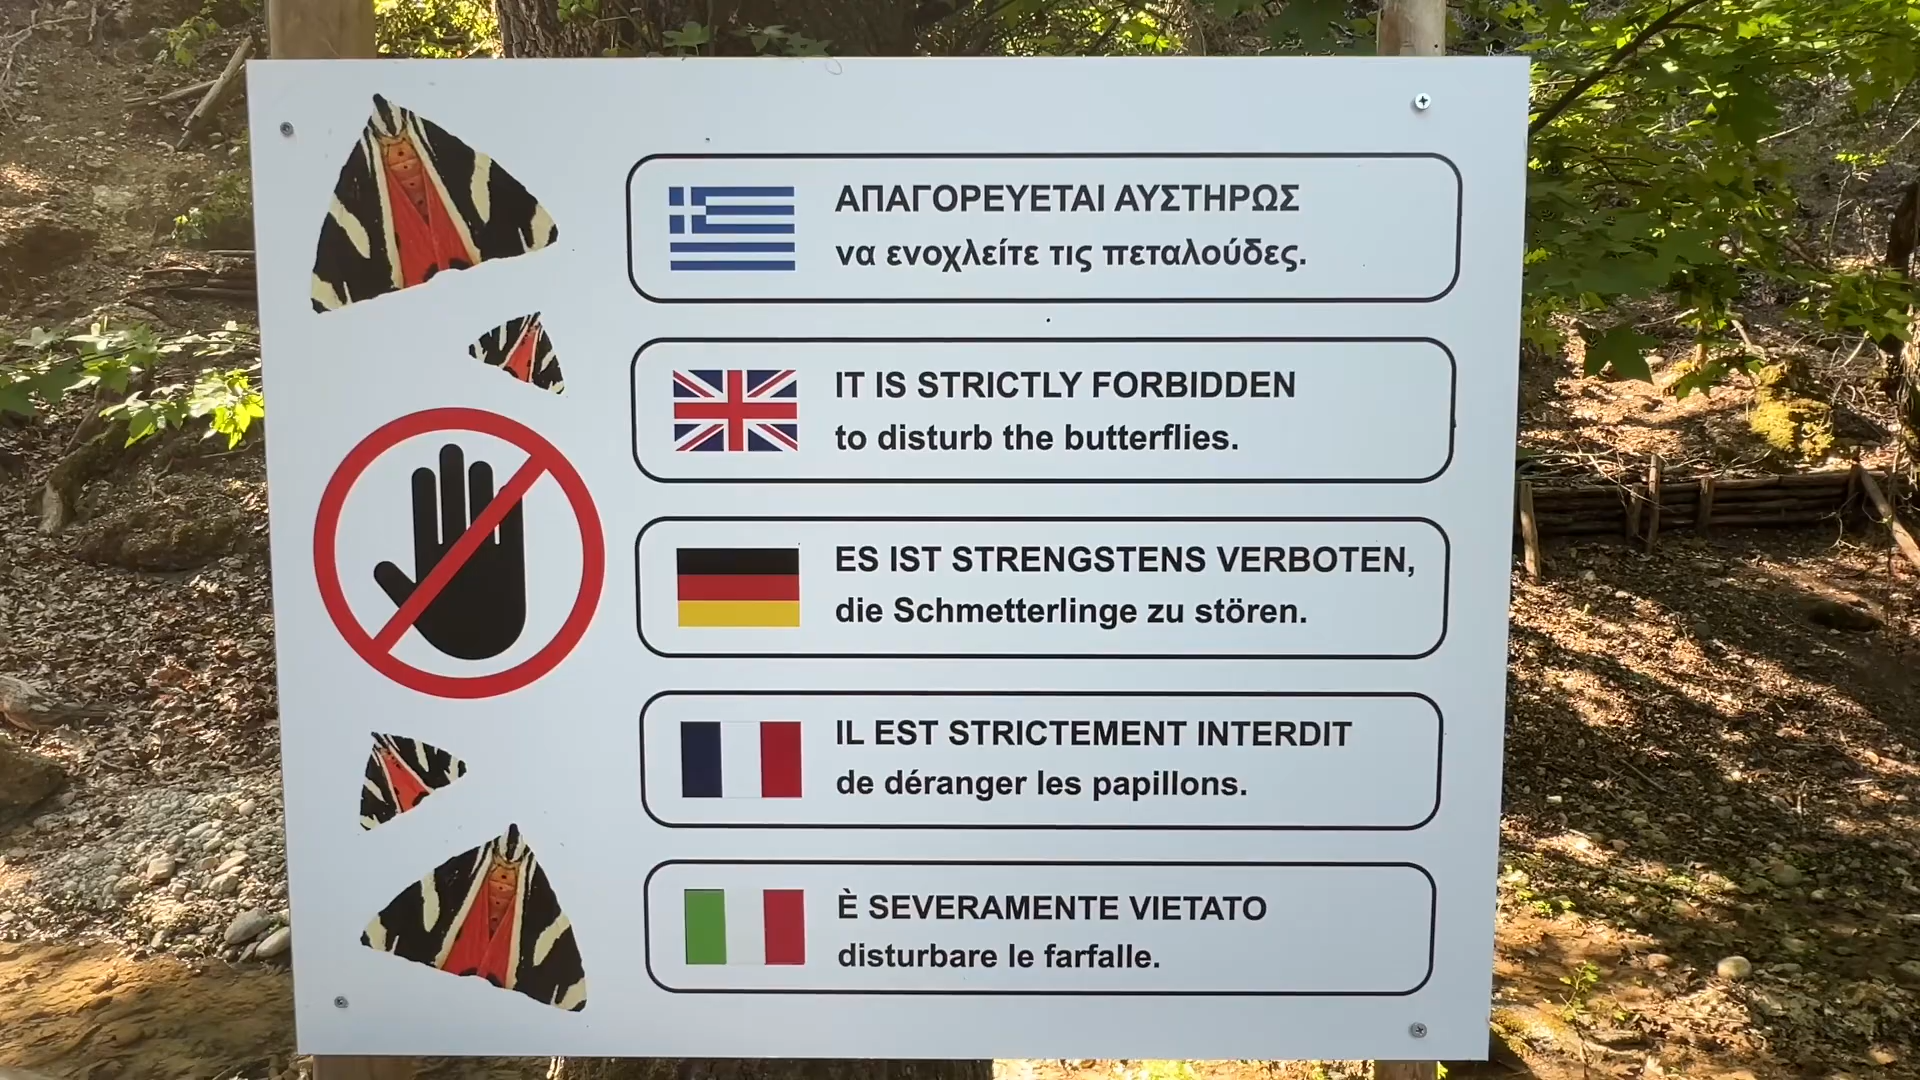 ΑΠΑΓΟΡΕΥΕΤΑΙ ΑΥΣΤΗΡΩΣ
να ενοχλείτε τις πεταλούδες.
IT IS STRICTLY FORBIDDEN
to disturb the butterflies.
ES IST STRENGSTENS VERBOTEN,
die Schmetterlinge zu stören.
IL EST STRICTEMENT INTERDIT
de déranger les papillons.
È SEVERAMENTE VIETATO
disturbare le farfalle.